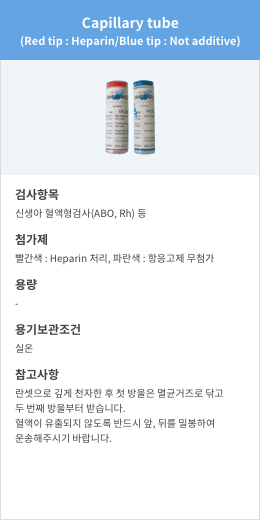 Capillary tube
(Red tip : Heparin/Blue tip : Not additive)
검사항목
신생아 혈액형검사(ABO, Rh) 등
첨가제
빨간색 : Heparin 처리, 파란색 : 항응고제 무첨가
용량
-
용기보관조건
실온
참고사항
란셋으로 깊게 천자한 후 첫 방울은 멸균거즈로 닦고
두 번째 방울부터 받습니다.
혈액이 유출되지 않도록 반드시 앞, 뒤를 밀봉하여
운송해주시기 바랍니다.